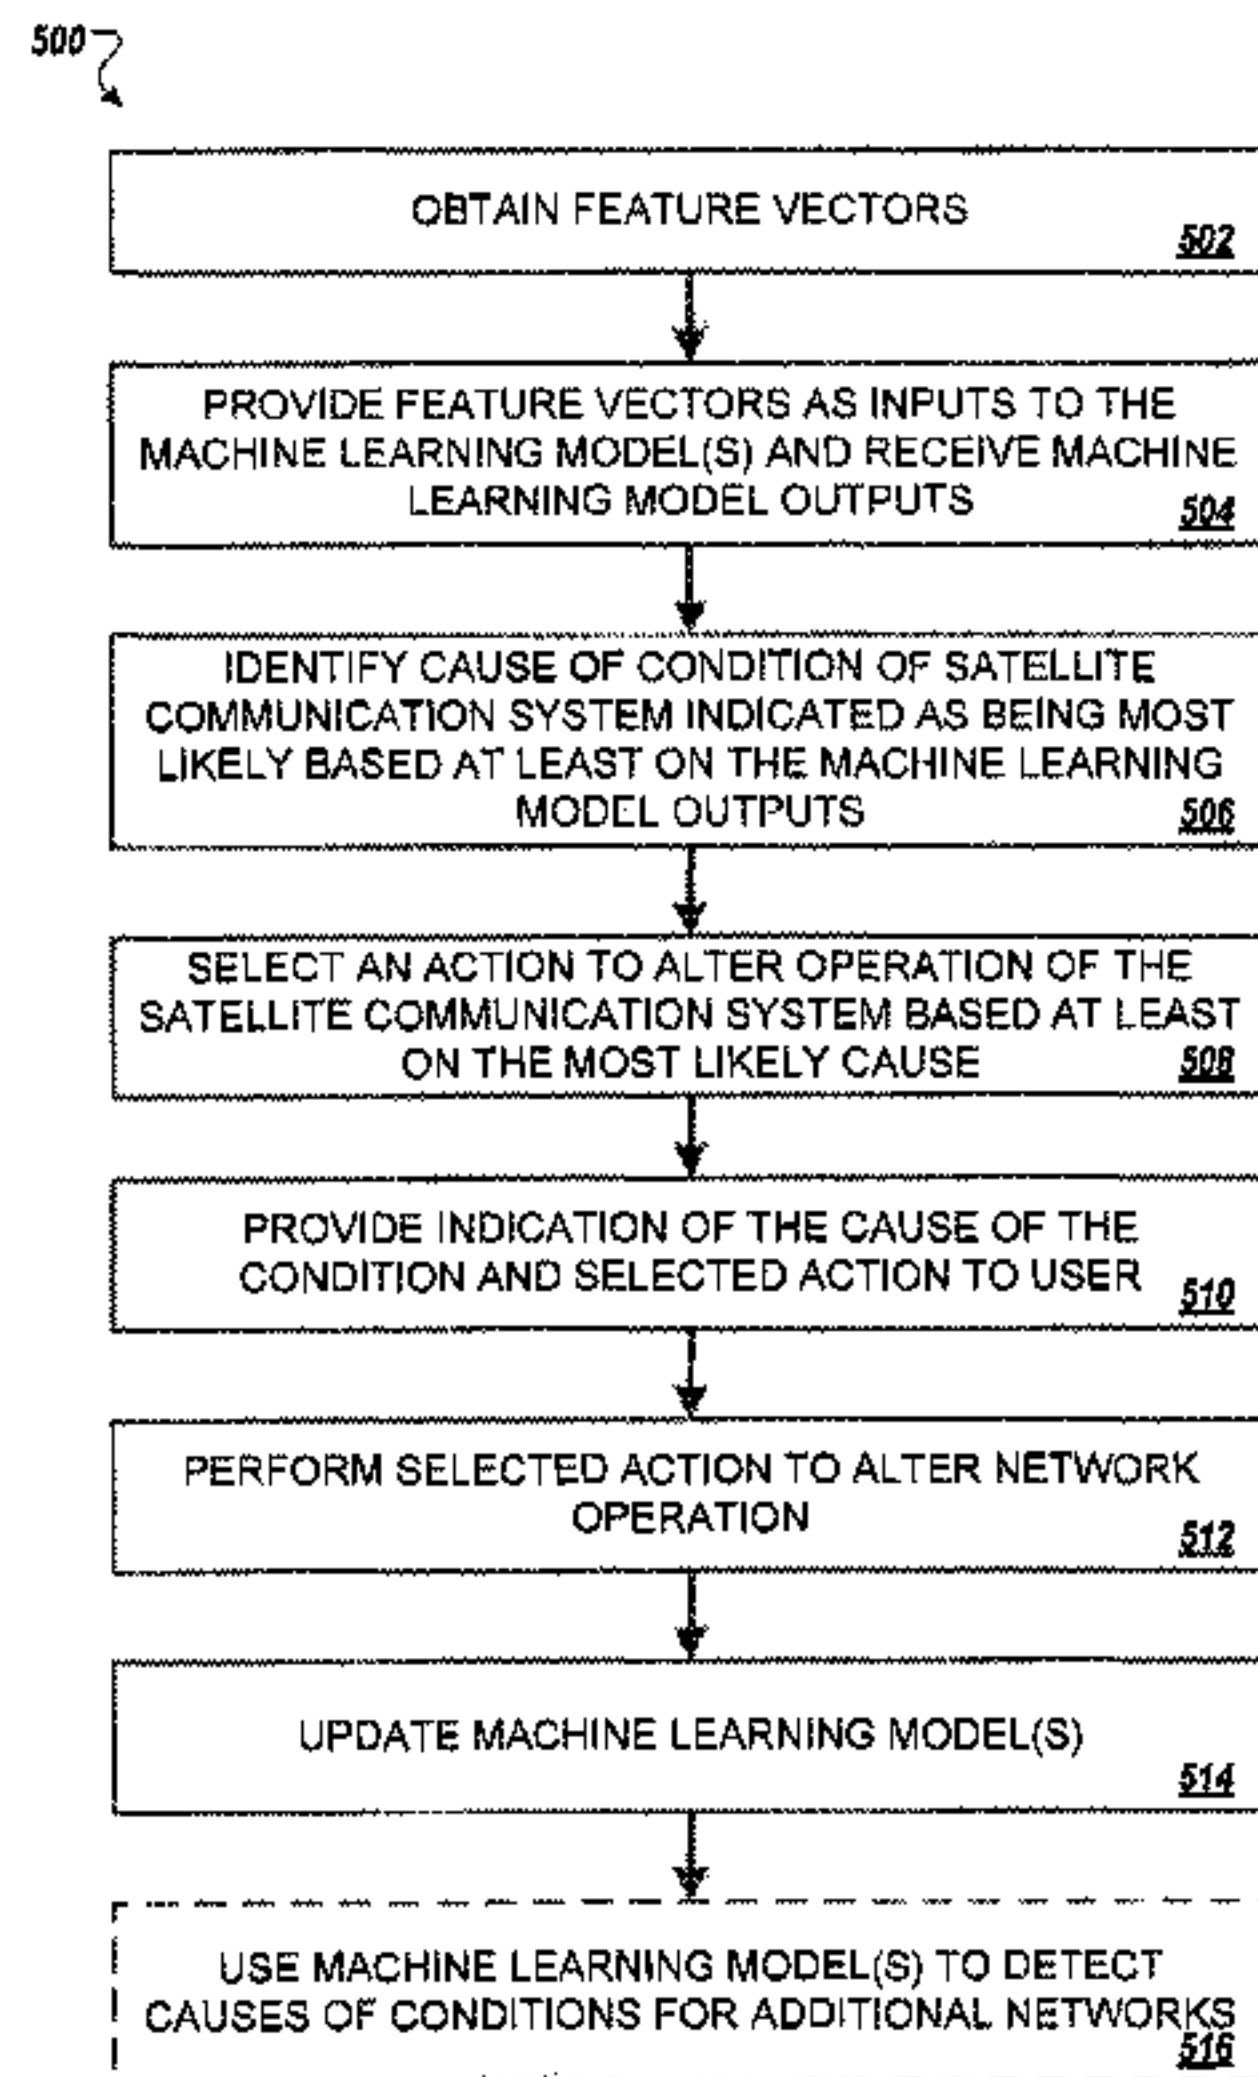 500
OBTAIN FEATURE VECTORS
502
PROVIDE FEATURE VECTORS AS INPUTS TO THE
MACHINE LEARNING MODEL(S) AND RECEIVE MACHINE
LEARNING MODEL OUTPUTS
504
IDENTIFY CAUSE OF CONDITION OF SATELLITE
COMMUNICATION SYSTEM INDICATED AS BEING MOST
LIKELY BASED AT LEAST ON THE MACHINE LEARNING
MODEL OUTPUTS
506
SELECT AN ACTION TO ALTER OPERATION OF THE
SATELLITE COMMUNICATION SYSTEM BASED AT LEAST
ON THE MOST LIKELY CAUSE
508
PROVIDE INDICATION OF THE CAUSE OF THE
CONDITION AND SELECTED ACTION TO USER
510
PERFORM SELECTED ACTION TO ALTER NETWORK
OPERATION
512
UPDATE MACHINE LEARNING MODEL(S)
514
USE MACHINE LEARNING MODEL(S) TO DETECT
CAUSES OF CONDITIONS FOR ADDITIONAL NETWORKS
516